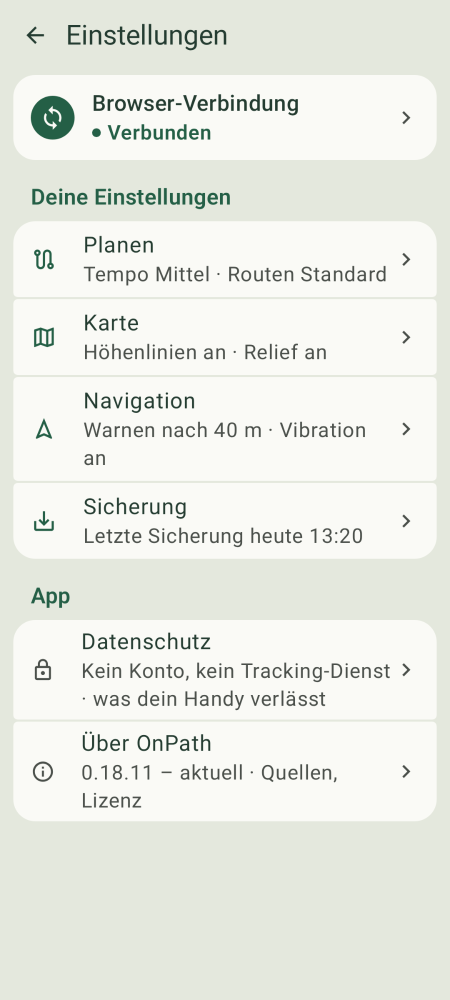 Einstellungen
Browser-Verbindung
• Verbunden
Deine Einstellungen
Planen
Tempo Mittel · Routen Standard
Karte
Höhenlinien an · Relief an
Navigation
Warnen nach 40 m · Vibration
an
Sicherung
Letzte Sicherung heute 13:20
App
Datenschutz
Kein Konto, kein Tracking-Dienst
· was dein Handy verlässt
Über OnPath
0.18.11 – aktuell · Quellen,
Lizenz